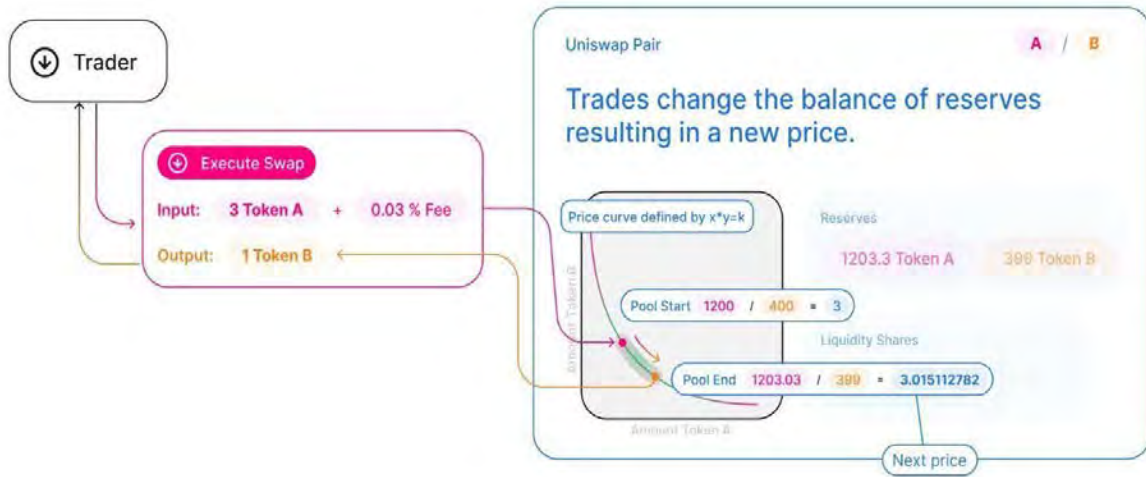 Trader
Execute Swap
Input: 3 Token A + 0.03 % Fee
Output: 1 Token B
Uniswap Pair
A / B
Trades change the balance of reserves
resulting in a new price.
Price curve defined by x*y=k
Reserves
1203.3 Token A 399 Token B
Pool Start 1200 / 400 = 3
Liquidity Shares
Pool End 1203.03 / 399 = 3.015112782
Amount Token B
Amount Token A
Next price